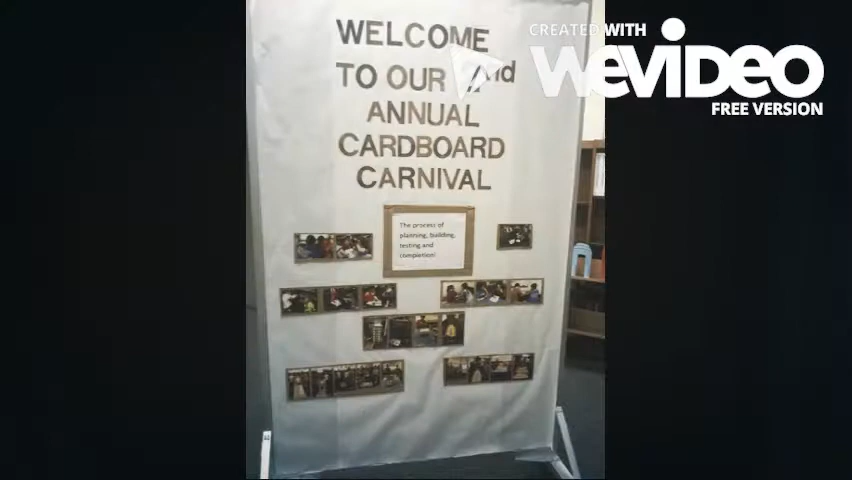 CREATED WITH
WEVIDEO
FREE VERSION
WELCOME
TO OUR 2nd
ANNUAL
CARDBOARD
CARNIVAL
The process of
planning, building,
testing and
completion!